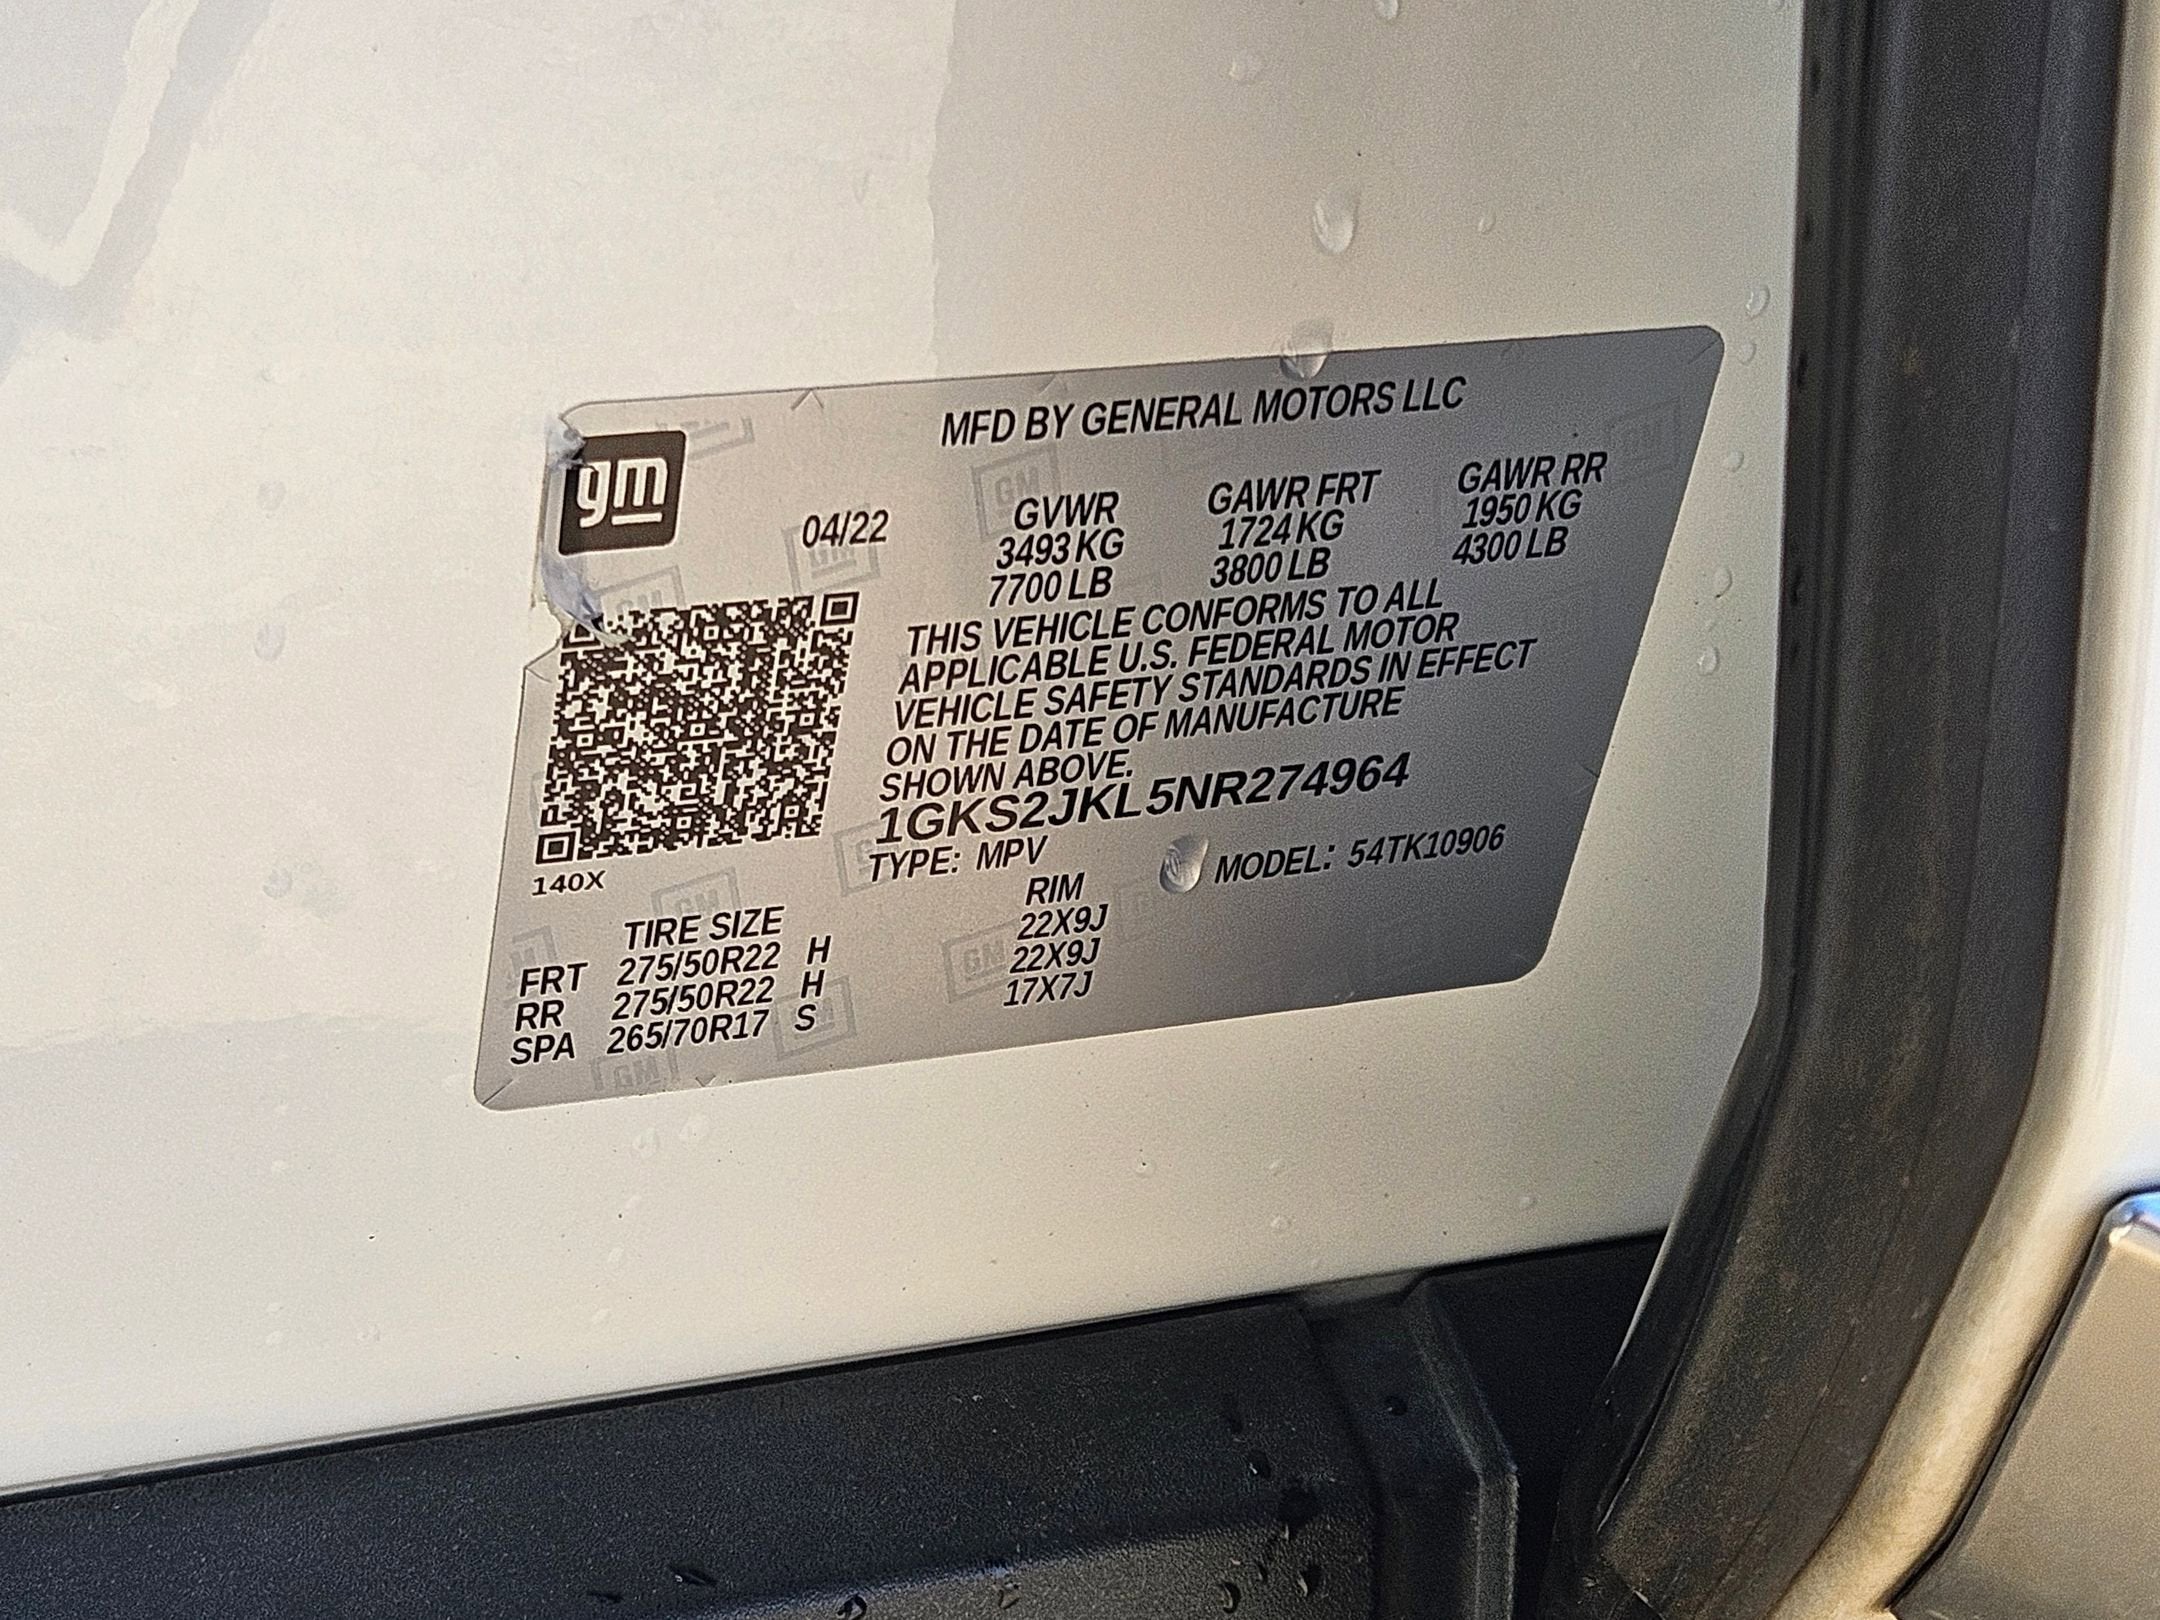 MFD BY GENERAL MOTORS LLC
gm
04/22
GVWR GAWR FRT GAWR RR
3493 KG 1724 KG 1950 KG
7700 LB 3800 LB 4300 LB
THIS VEHICLE CONFORMS TO ALL
APPLICABLE U.S. FEDERAL MOTOR
VEHICLE SAFETY STANDARDS IN EFFECT
ON THE DATE OF MANUFACTURE
SHOWN ABOVE.
1GKS2JKL5NR274964
TYPE: MPV MODEL: 54TK10906
140X
TIRE SIZE RIM
FRT 275/50R22 H 22X9J
RR 275/50R22 H 22X9J
SPA 265/70R17 S 17X7J